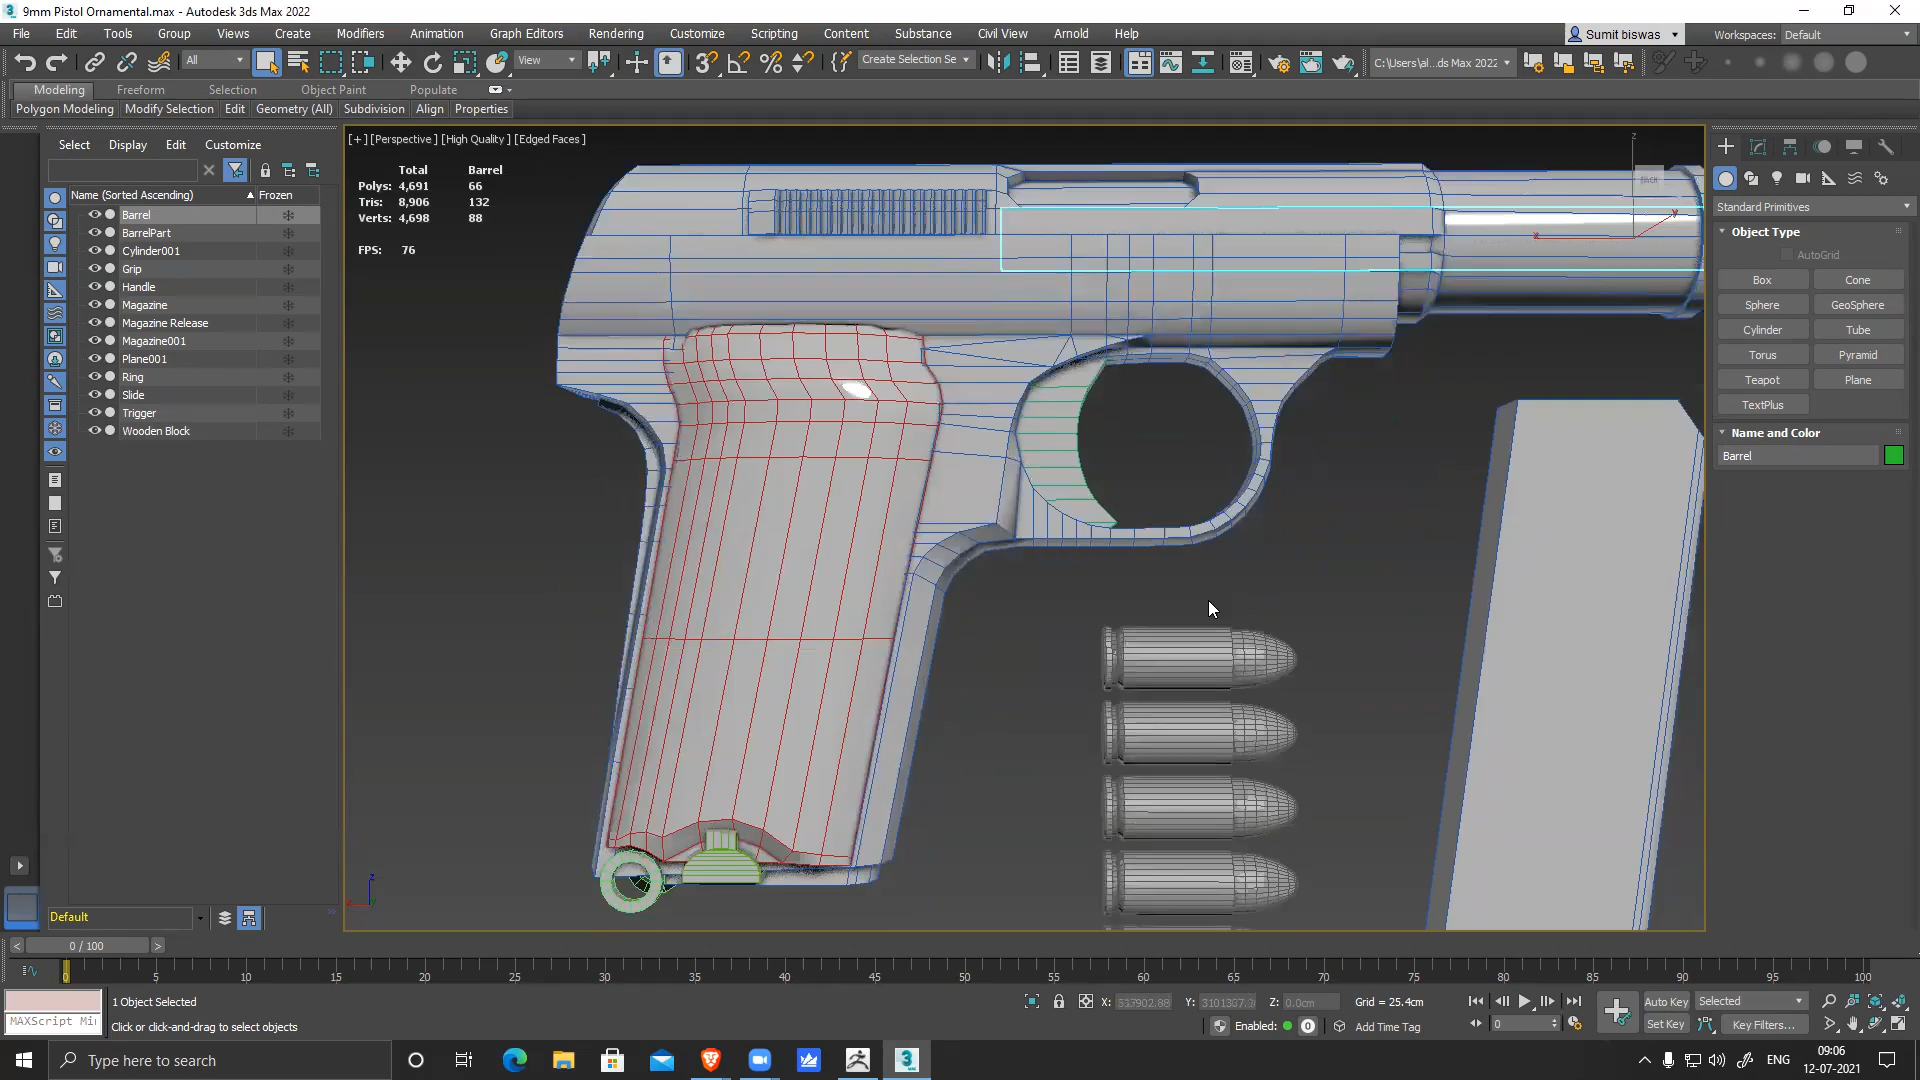 9mm Pistol Ornamental.max - Autodesk 3ds Max 2022
File Edit Tools Group Views Create Modifiers Animation Graph Editors Rendering Customize Scripting Content Civil View Substance Arnold Help
Sumit biswas
Workspaces: Default
All
View
Create Selection Se
C:\Users\al...ds Max 2022
Modeling Freeform Selection Object Paint Populate
Polygon Modeling Modify Selection Edit Geometry (All) Subdivision Align Properties
Select Display Edit Customize
Name (Sorted Ascending) Frozen
Barrel
BarrelPart
Cylinder001
Grip
Handle
Magazine
Magazine Release
Magazine001
Plane001
Ring
Slide
Trigger
Wooden Block
[+] [Perspective ] [High Quality ] [Edged Faces ]
Total Barrel
Polys: 4,691 66
Tris: 8,906 132
Verts: 4,698 88
FPS: 76
Standard Primitives
Object Type
AutoGrid
Box Cone
Sphere GeoSphere
Cylinder Tube
Torus Pyramid
Teapot Plane
TextPlus
Name and Color
Barrel
Default
0 / 100
0 5 10 15 20 25 30 35 40 45 50 55 60 65 70 75 80 85 90 95 100
MAXScript Mi
1 Object Selected
Click or click-and-drag to select objects
X: Y: Z: 0.0cm Grid = 25.4cm
Enabled: 0 Add Time Tag
Auto Key Selected
Set Key Key Filters...
0
Type here to search
ENG
09:06
12-07-2021